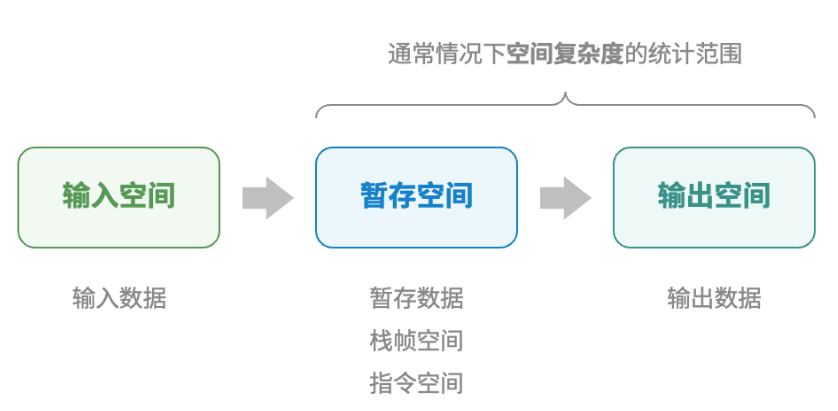 通常情况下空间复杂度的统计范围
输入空间
暂存空间
输出空间
输入数据
暂存数据
输出数据
栈帧空间
指令空间